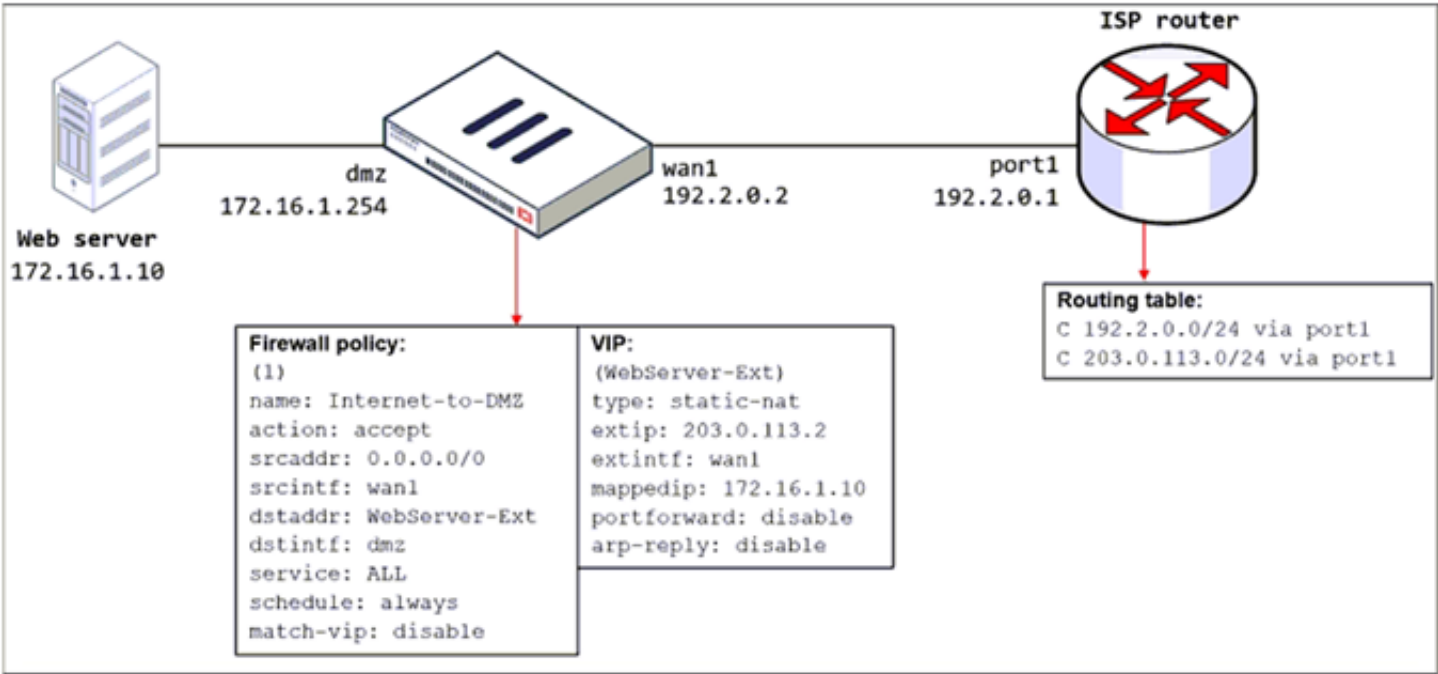 ISP router
dmz
172.16.1.254
wan1
192.2.0.2
port1
192.2.0.1
Web server
172.16.1.10
Firewall policy:
(1)
name: Internet-to-DMZ
action: accept
srcaddr: 0.0.0.0/0
srcintf: wan1
dstaddr: WebServer-Ext
dstintf: dmz
service: ALL
schedule: always
match-vip: disable
VIP:
(WebServer-Ext)
type: static-nat
extip: 203.0.113.2
extintf: wan1
mappedip: 172.16.1.10
portforward: disable
arp-reply: disable
Routing table:
C 192.2.0.0/24 via port1
C 203.0.113.0/24 via port1